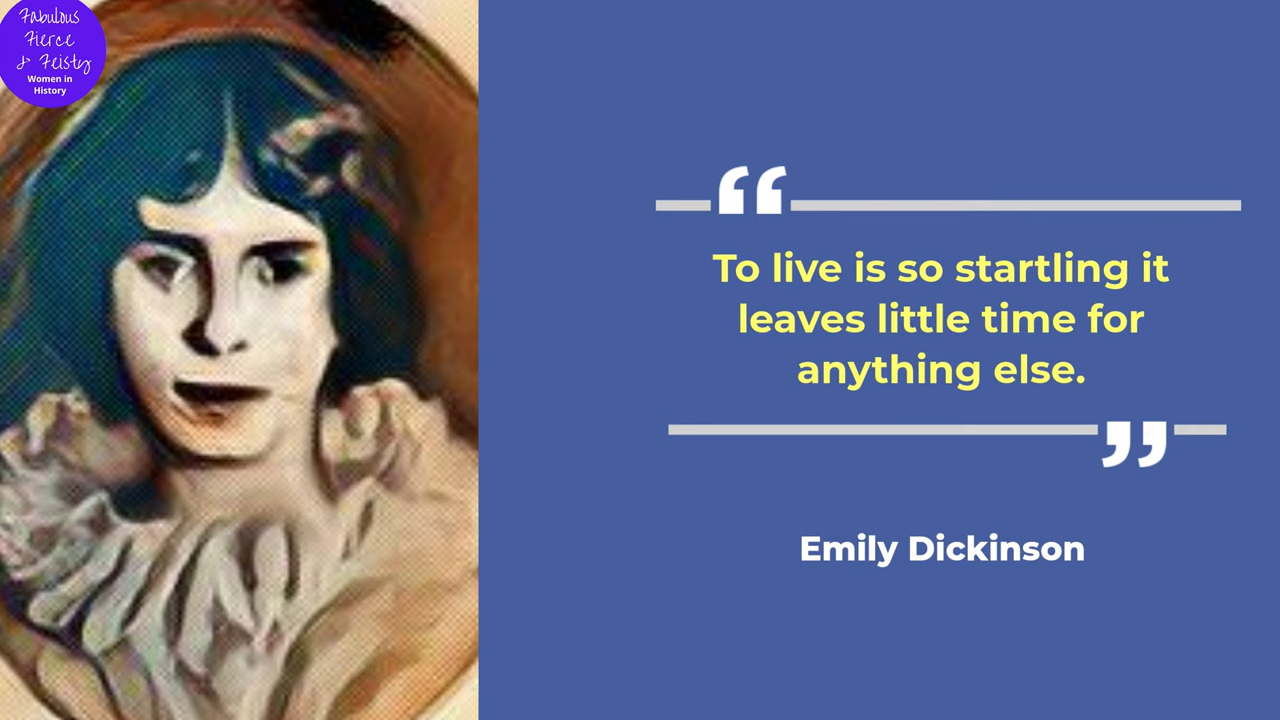 Fabulous
Fierce
& Feisty
Women in
History
“
To live is so startling it
leaves little time for
anything else.
”
Emily Dickinson